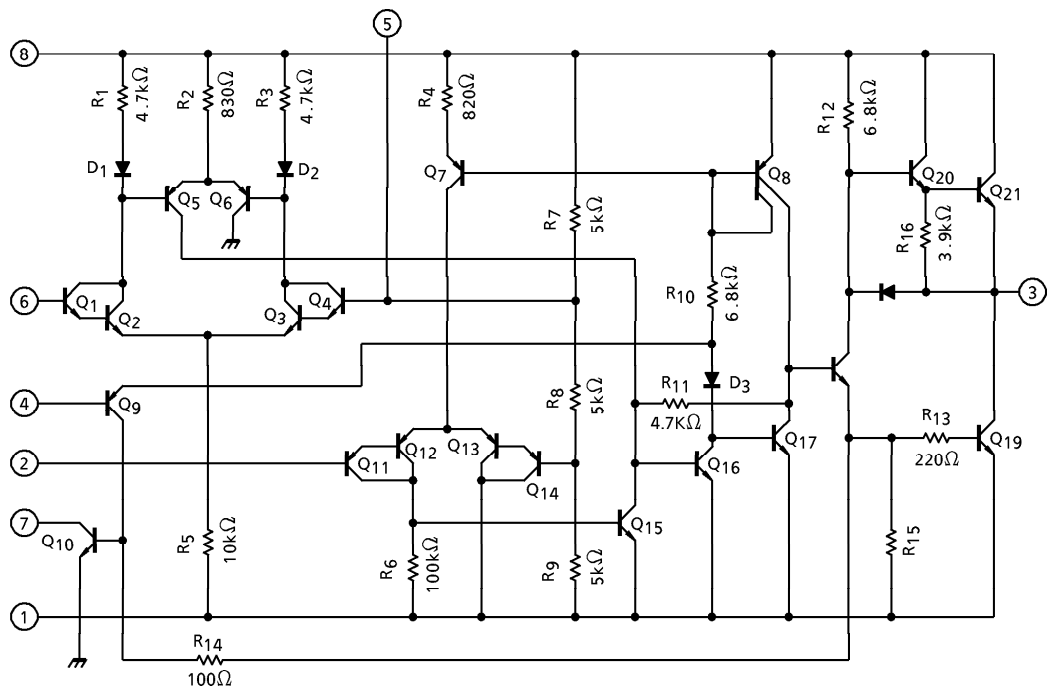 5
8
R1
4.7kΩ
R2
830Ω
R3
4.7kΩ
R4
820Ω
R12
6.8kΩ
D1
D2
Q5
Q6
Q7
Q8
Q20
Q21
R7
5kΩ
R16
3.9kΩ
6
Q1
Q2
Q3
Q4
R10
6.8kΩ
3
4
Q9
R8
5kΩ
R11
4.7KΩ
D3
R13
220Ω
2
Q11
Q12
Q13
Q14
Q16
Q17
Q19
7
Q10
R5
10kΩ
R6
100kΩ
R9
5kΩ
Q15
R15
1
R14
100Ω